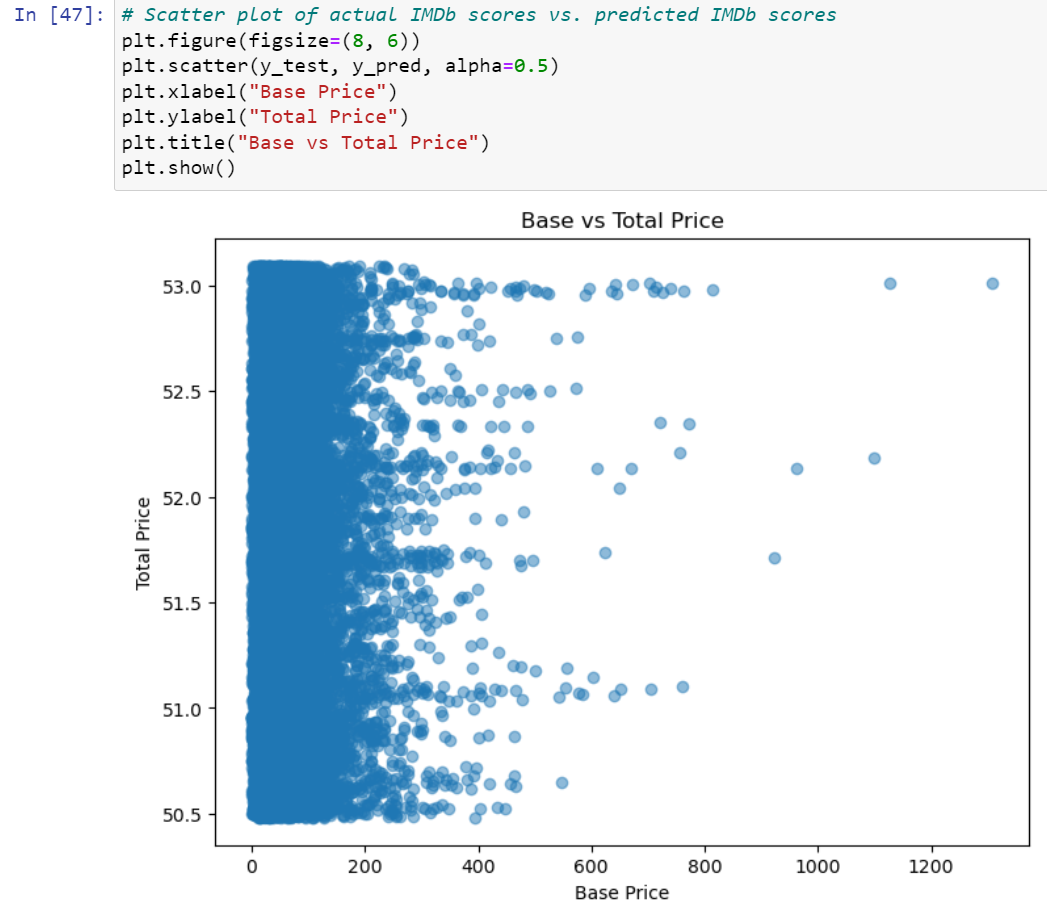 In [47]: # Scatter plot of actual IMDb scores vs. predicted IMDb scores
plt.figure(figsize=(8, 6))
plt.scatter(y_test, y_pred, alpha=0.5)
plt.xlabel("Base Price")
plt.ylabel("Total Price")
plt.title("Base vs Total Price")
plt.show()
Base vs Total Price
53.0
52.5
52.0
51.5
51.0
50.5
Total Price
0 200 400 600 800 1000 1200
Base Price